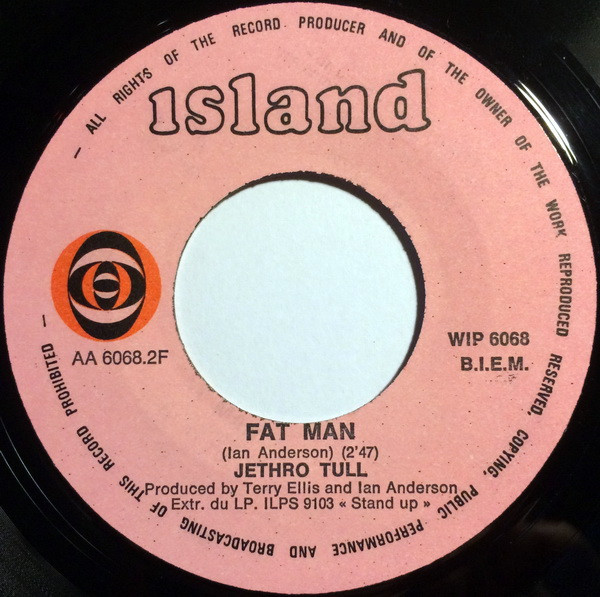 — ALL RIGHTS OF THE RECORD PRODUCER AND OF THE OWNER OF THE WORK REPRODUCED RESERVED, COPYING, PUBLIC PERFORMANCE AND BROADCASTING OF THIS RECORD PROHIBITED —
island
AA 6068.2F
WIP 6068
B.I.E.M.
FAT MAN
(Ian Anderson) (2'47)
JETHRO TULL
Produced by Terry Ellis and Ian Anderson
Extr. du LP. ILPS 9103 « Stand up »